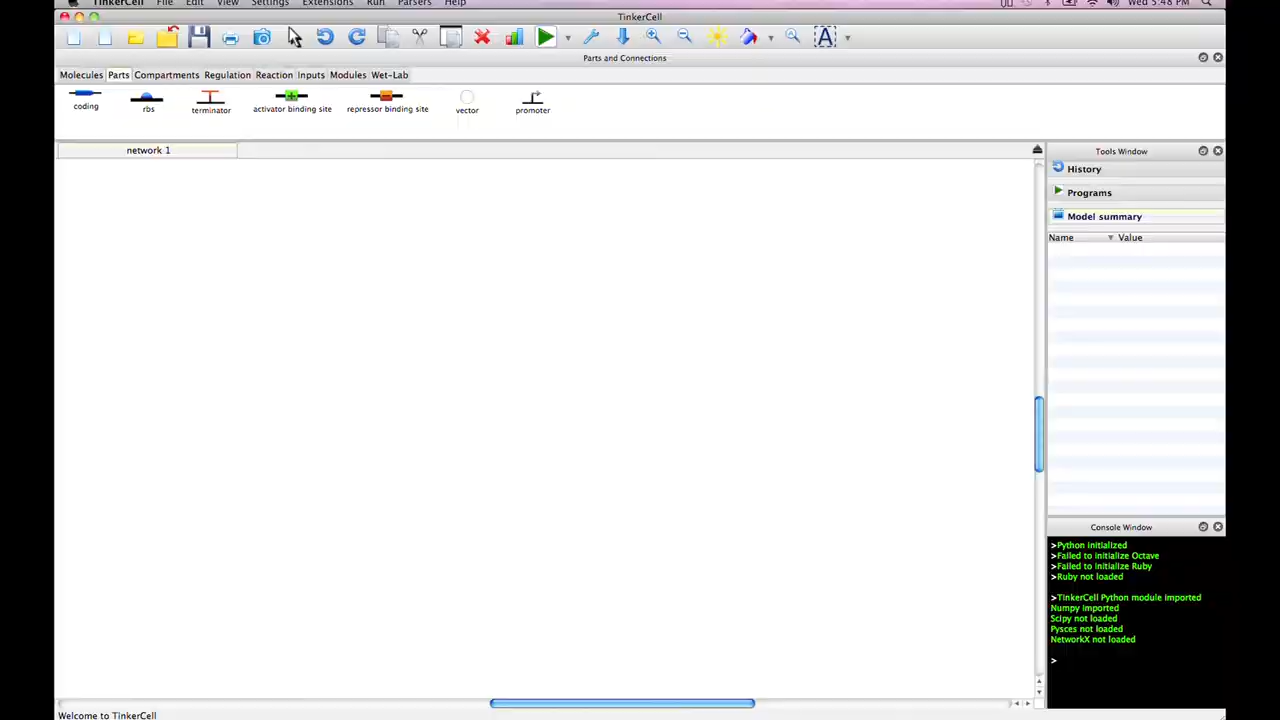 TinkerCell File Edit View Settings Extensions Run Parsers Help Wed 5:48 PM
TinkerCell
A
Parts and Connections
Molecules Parts Compartments Regulation Reaction Inputs Modules Wet-Lab
coding rbs terminator activator binding site repressor binding site vector promoter
network 1
Tools Window
History
Programs
Model summary
Name Value
Console Window
>Python initialized
>Failed to initialize Octave
>Failed to initialize Ruby
>Ruby not loaded
>TinkerCell Python module imported
Numpy imported
Scipy not loaded
Pysces not loaded
NetworkX not loaded
>
Welcome to TinkerCell